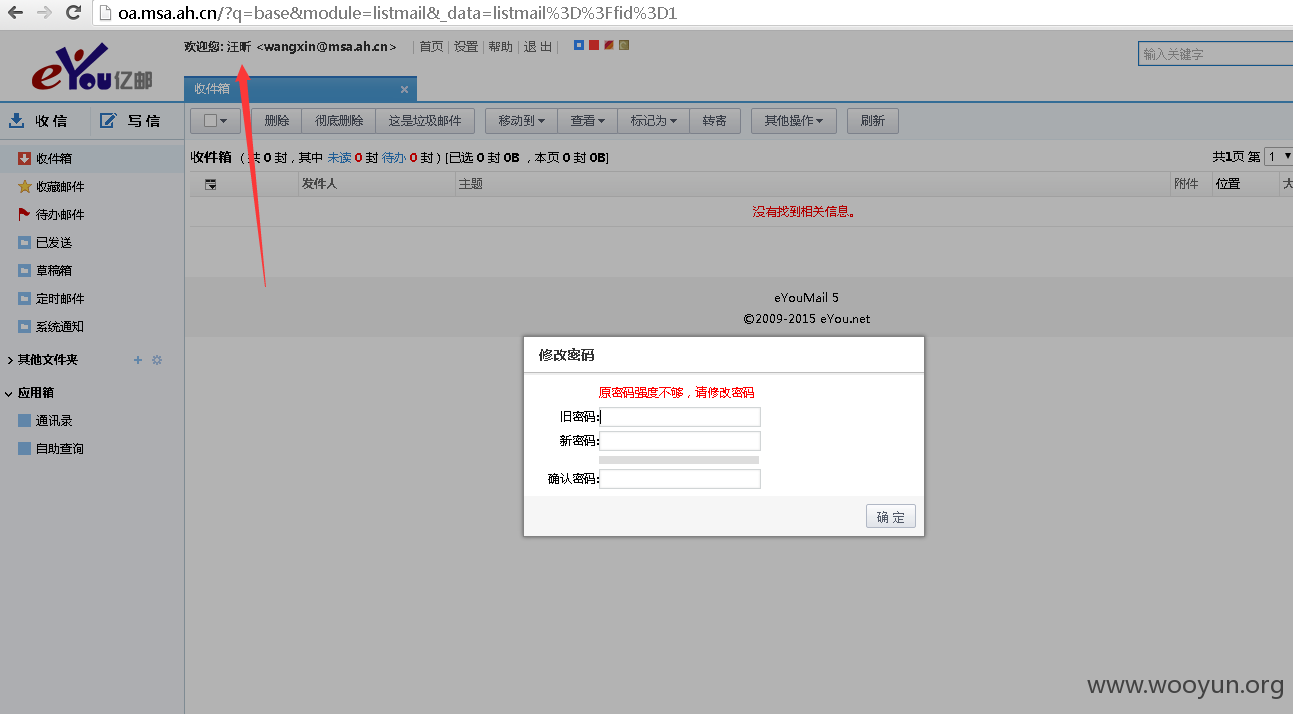 oa.msa.ah.cn/?q=base&module=listmail&_data=listmail%3D%3Ffid%3D1
eYou亿邮
欢迎您: 汪昕 <wangxin@msa.ah.cn> | 首页 | 设置 | 帮助 | 退 出 |
输入关键字
收件箱 ×
收 信 写 信
删除 彻底删除 这是垃圾邮件 移动到 查看 标记为 转寄 其他操作 刷新
收件箱
收藏邮件
待办邮件
已发送
草稿箱
定时邮件
系统通知
其他文件夹
应用箱
通讯录
自助查询
收件箱 ( 共 0 封 , 其中 未读 0 封 待办 0 封 ) [已选 0 封 0B , 本页 0 封 0B]
共1页 第 1
发件人 主题 附件 位置
没有找到相关信息。
eYouMail 5
©2009-2015 eYou.net
修改密码
原密码强度不够，请修改密码
旧密码:
新密码:
确认密码:
确 定
www.wooyun.org